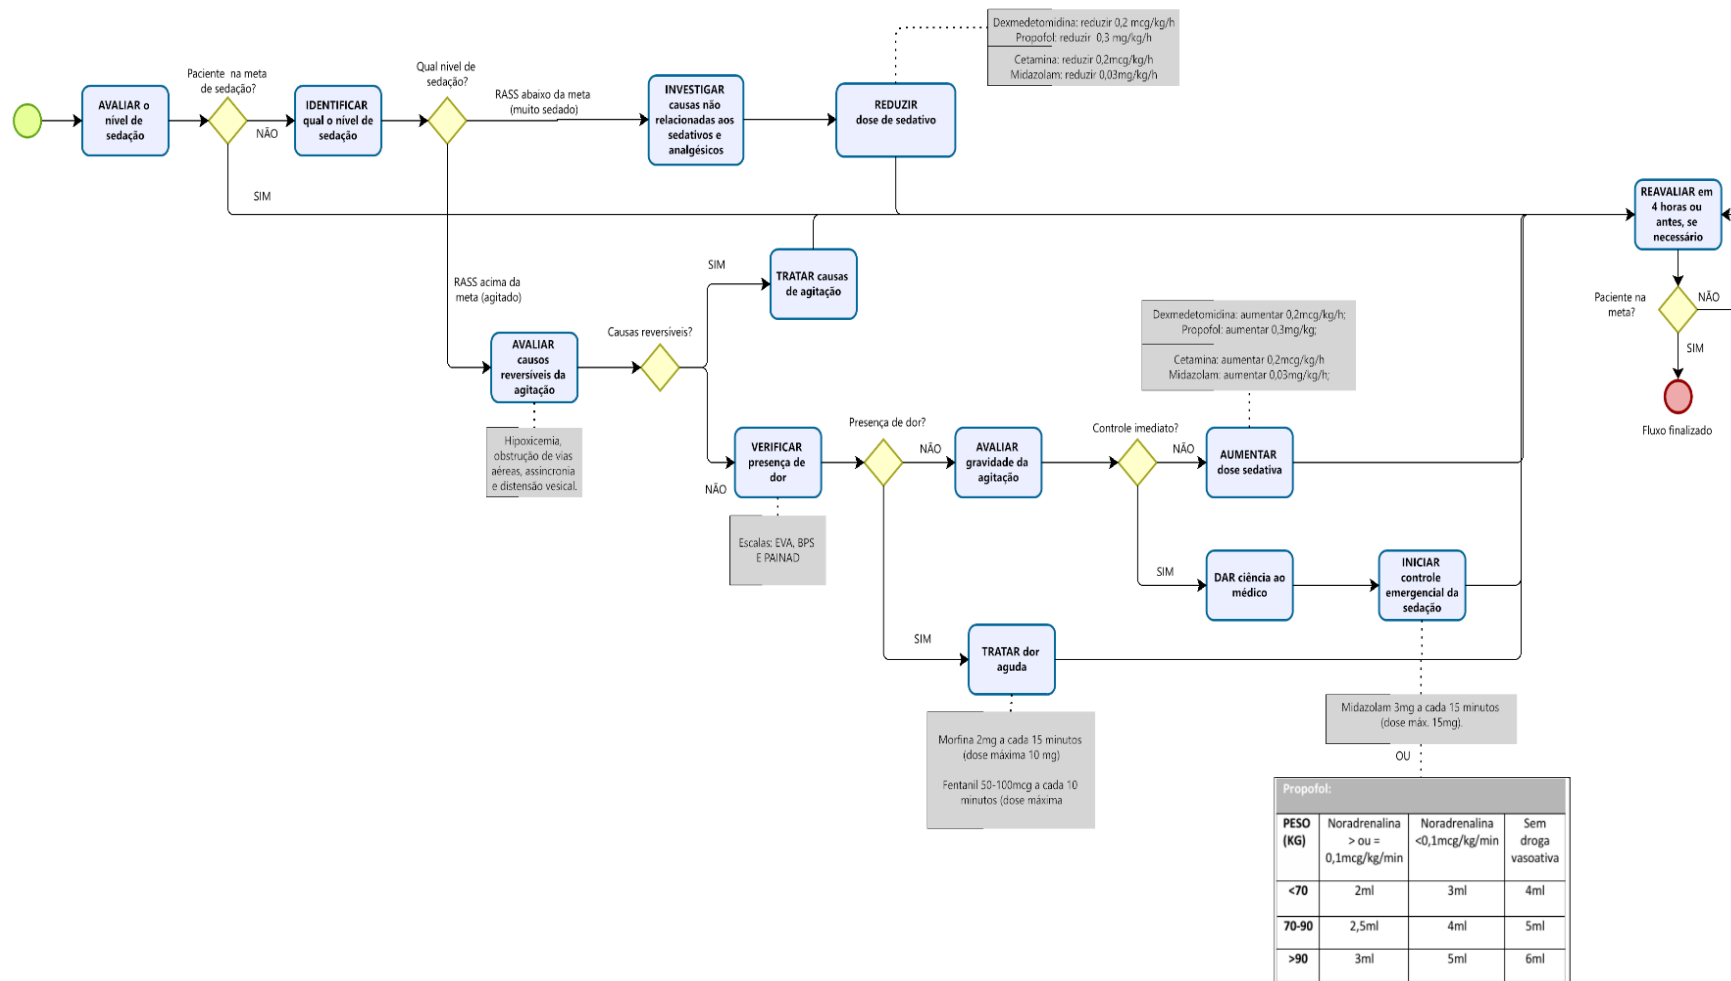 Dexmedetomidina: reduzir 0,2 mcg/kg/h
Propofol: reduzir 0,3 mg/kg/h
Cetamina: reduzir 0,2mcg/kg/h
Midazolam: reduzir 0,03mg/kg/h
AVALIAR o
nível de
sedação
Paciente na meta
de sedação?
NÃO
SIM
IDENTIFICAR
qual o nível de
sedação
Qual nivel de
sedação?
RASS abaixo da meta
(muito sedado)
INVESTIGAR
causas não
relacionadas aos
sedativos e
analgésicos
REDUZIR
dose de sedativo
REAVALIAR em
4 horas ou
antes, se
necessário
Paciente na
meta?
NÃO
SIM
Fluxo finalizado
RASS acima da
meta (agitado)
AVALIAR
causos
reversíveis da
agitação
Hipoxicemia,
obstrução de vias
aéreas, assincronia
e distensão vesical.
Causas reversíveis?
SIM
TRATAR causas
de agitação
NÃO
VERIFICAR
presença de
dor
Escalas: EVA, BPS
E PAINAD
Presença de dor?
NÃO
AVALIAR
gravidade da
agitação
Controle imediato?
NÃO
AUMENTAR
dose sedativa
Dexmedetomidina: aumentar 0,2mcg/kg/h;
Propofol: aumentar 0,3mg/kg;
Cetamina: aumentar 0,2mcg/kg/h
Midazolam: aumentar 0,03mg/kg/h;
SIM
DAR ciência ao
médico
INICIAR
controle
emergencial da
sedação
SIM
TRATAR dor
aguda
Morfina 2mg a cada 15 minutos
(dose máxima 10 mg)
Fentanil 50-100mcg a cada 10
minutos (dose máxima
Midazolam 3mg a cada 15 minutos
(dose máx. 15mg).
OU
Propofol:
PESO (KG) Noradrenalina > ou = 0,1mcg/kg/min Noradrenalina <0,1mcg/kg/min Sem droga vasoativa
<70 2ml 3ml 4ml
70-90 2,5ml 4ml 5ml
>90 3ml 5ml 6ml